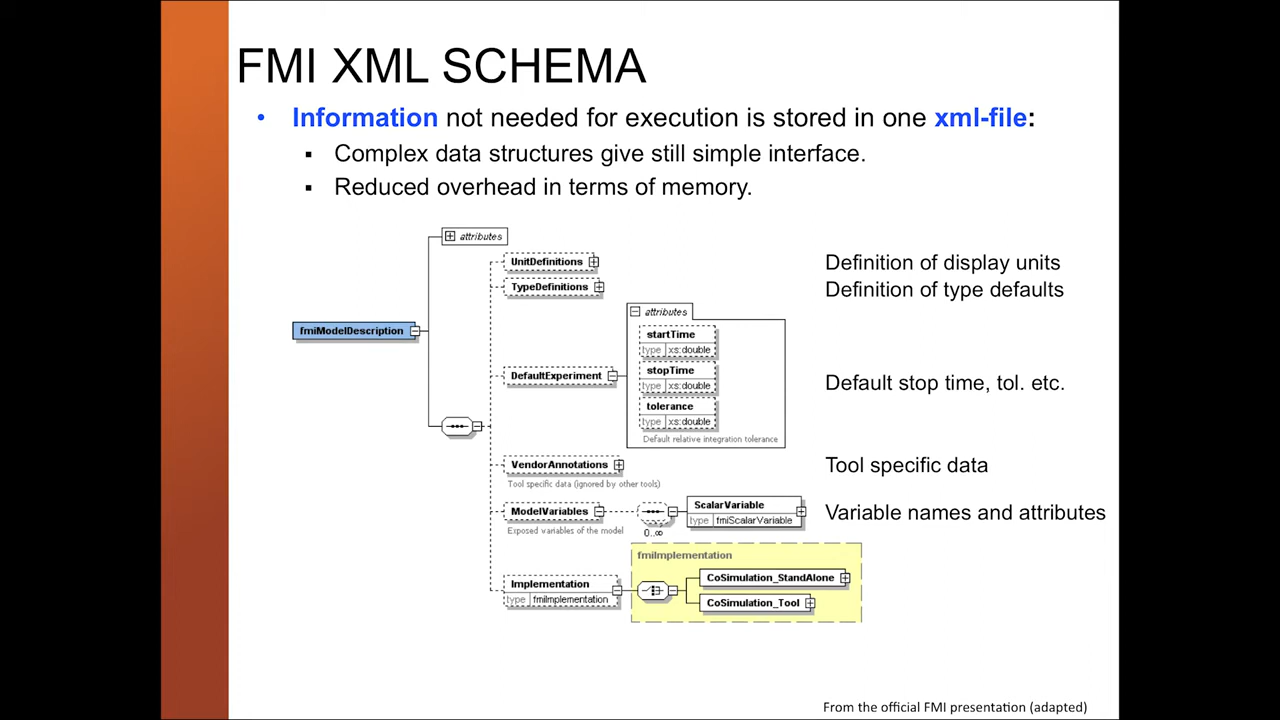 FMI XML SCHEMA
• Information not needed for execution is stored in one xml-file:
▪ Complex data structures give still simple interface.
▪ Reduced overhead in terms of memory.
attributes
UnitDefinitions
Definition of display units
TypeDefinitions
Definition of type defaults
attributes
fmiModelDescription
startTime
type xs:double
stopTime
DefaultExperiment
type xs:double
Default stop time, tol. etc.
tolerance
type xs:double
Default relative integration tolerance
VendorAnnotations
Tool specific data
Tool specific data (ignored by other tools)
ModelVariables
ScalarVariable
type fmiScalarVariable
Variable names and attributes
Exposed variables of the model
0..∞
fmiImplementation
Implementation
type fmiImplementation
CoSimulation_StandAlone
CoSimulation_Tool
From the official FMI presentation (adapted)